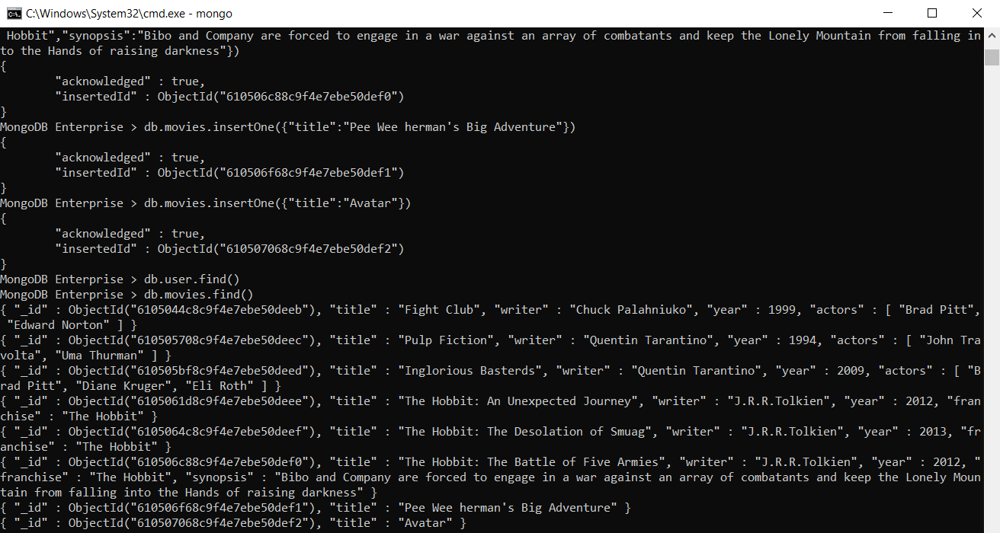 C:\Windows\System32\cmd.exe - mongo
 Hobbit","synopsis":"Bibo and Company are forced to engage in a war against an array of combatants and keep the Lonely Mountain from falling in
to the Hands of raising darkness"})
{
        "acknowledged" : true,
        "insertedId" : ObjectId("610506c88c9f4e7ebe50def0")
}
MongoDB Enterprise > db.movies.insertOne({"title":"Pee Wee herman's Big Adventure"})
{
        "acknowledged" : true,
        "insertedId" : ObjectId("610506f68c9f4e7ebe50def1")
}
MongoDB Enterprise > db.movies.insertOne({"title":"Avatar"})
{
        "acknowledged" : true,
        "insertedId" : ObjectId("610507068c9f4e7ebe50def2")
}
MongoDB Enterprise > db.user.find()
MongoDB Enterprise > db.movies.find()
{ "_id" : ObjectId("6105044c8c9f4e7ebe50deeb"), "title" : "Fight Club", "writer" : "Chuck Palahniuko", "year" : 1999, "actors" : [ "Brad Pitt",
 "Edward Norton" ] }
{ "_id" : ObjectId("610505708c9f4e7ebe50deec"), "title" : "Pulp Fiction", "writer" : "Quentin Tarantino", "year" : 1994, "actors" : [ "John Tra
volta", "Uma Thurman" ] }
{ "_id" : ObjectId("610505bf8c9f4e7ebe50deed"), "title" : "Inglorious Basterds", "writer" : "Quentin Tarantino", "year" : 2009, "actors" : [ "B
rad Pitt", "Diane Kruger", "Eli Roth" ] }
{ "_id" : ObjectId("6105061d8c9f4e7ebe50deee"), "title" : "The Hobbit: An Unexpected Journey", "writer" : "J.R.R.Tolkien", "year" : 2012, "fran
chise" : "The Hobbit" }
{ "_id" : ObjectId("6105064c8c9f4e7ebe50deef"), "title" : "The Hobbit: The Desolation of Smuag", "writer" : "J.R.R.Tolkien", "year" : 2013, "fr
anchise" : "The Hobbit" }
{ "_id" : ObjectId("610506c88c9f4e7ebe50def0"), "title" : "The Hobbit: The Battle of Five Armies", "writer" : "J.R.R.Tolkien", "year" : 2012, "
franchise" : "The Hobbit", "synopsis" : "Bibo and Company are forced to engage in a war against an array of combatants and keep the Lonely Moun
tain from falling into the Hands of raising darkness" }
{ "_id" : ObjectId("610506f68c9f4e7ebe50def1"), "title" : "Pee Wee herman's Big Adventure" }
{ "_id" : ObjectId("610507068c9f4e7ebe50def2"), "title" : "Avatar" }